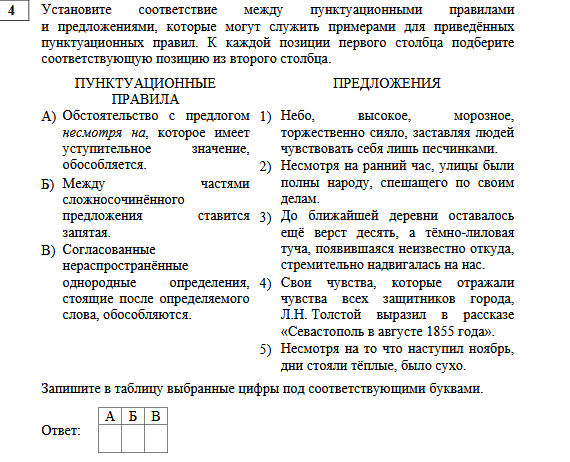 4
Установите соответствие между пунктуационными правилами
и предложениями, которые могут служить примерами для приведённых
пунктуационных правил. К каждой позиции первого столбца подберите
соответствующую позицию из второго столбца.
ПУНКТУАЦИОННЫЕ
ПРАВИЛА
А) Обстоятельство с предлогом
несмотря на, которое имеет
уступительное значение,
обособляется.
Б) Между частями
сложносочинённого
предложения ставится
запятая.
В) Согласованные
нераспространённые
однородные определения,
стоящие после определяемого
слова, обособляются.
ПРЕДЛОЖЕНИЯ
1) Небо, высокое, морозное,
торжественно сияло, заставляя людей
чувствовать себя лишь песчинками.
2) Несмотря на ранний час, улицы были
полны народу, спешащего по своим
делам.
3) До ближайшей деревни оставалось
ещё верст десять, а тёмно-лиловая
туча, появившаяся неизвестно откуда,
стремительно надвигалась на нас.
4) Свои чувства, которые отражали
чувства всех защитников города,
Л.Н. Толстой выразил в рассказе
«Севастополь в августе 1855 года».
5) Несмотря на то что наступил ноябрь,
дни стояли тёплые, было сухо.
Запишите в таблицу выбранные цифры под соответствующими буквами.
Ответ:
А Б В